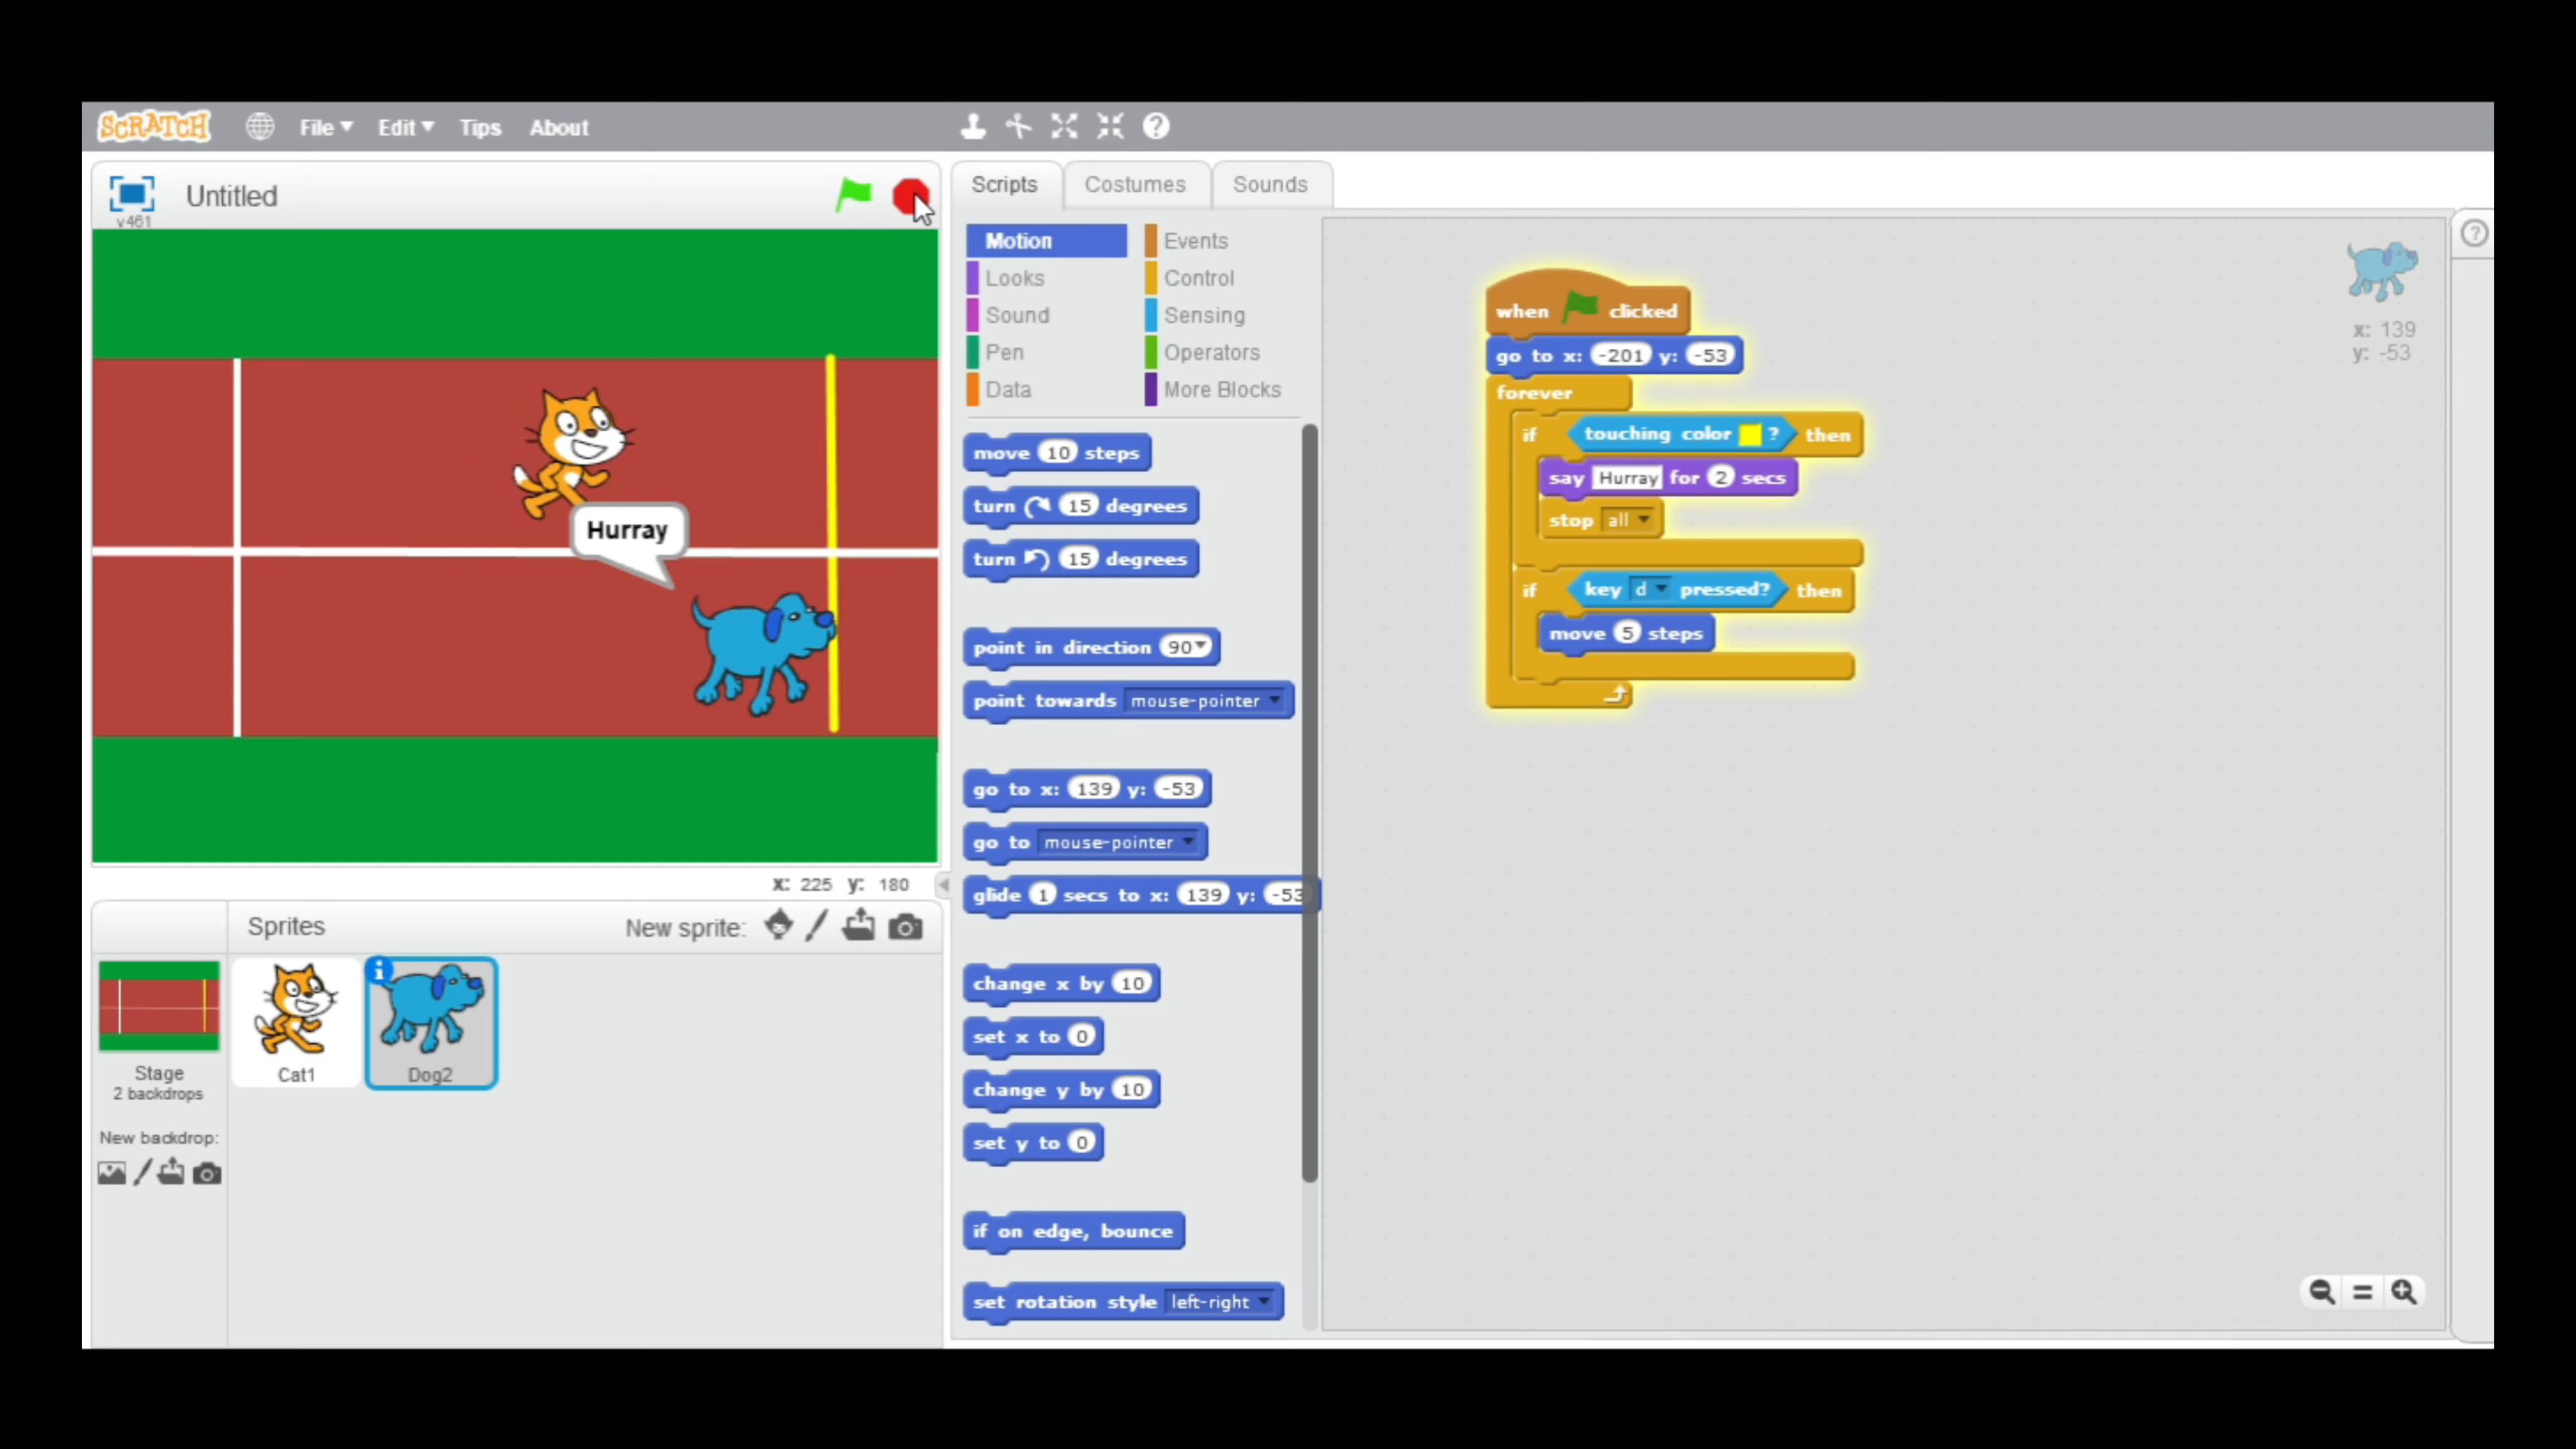 SCRATCH File Edit Tips About
v461 Untitled
Scripts Costumes Sounds
Motion Events
Looks Control
Sound Sensing
Pen Operators
Data More Blocks
Hurray
x: 225 y: 180
Sprites New sprite:
Cat1
Dog2
Stage
2 backdrops
New backdrop:
move 10 steps
turn 15 degrees
turn 15 degrees
point in direction 90
point towards mouse-pointer
go to x: 139 y: -53
go to mouse-pointer
glide 1 secs to x: 139 y: -53
change x by 10
set x to 0
change y by 10
set y to 0
if on edge, bounce
set rotation style left-right
when clicked
go to x: -201 y: -53
forever
if touching color ? then
say Hurray for 2 secs
stop all
if key d pressed? then
move 5 steps
x: 139
y: -53